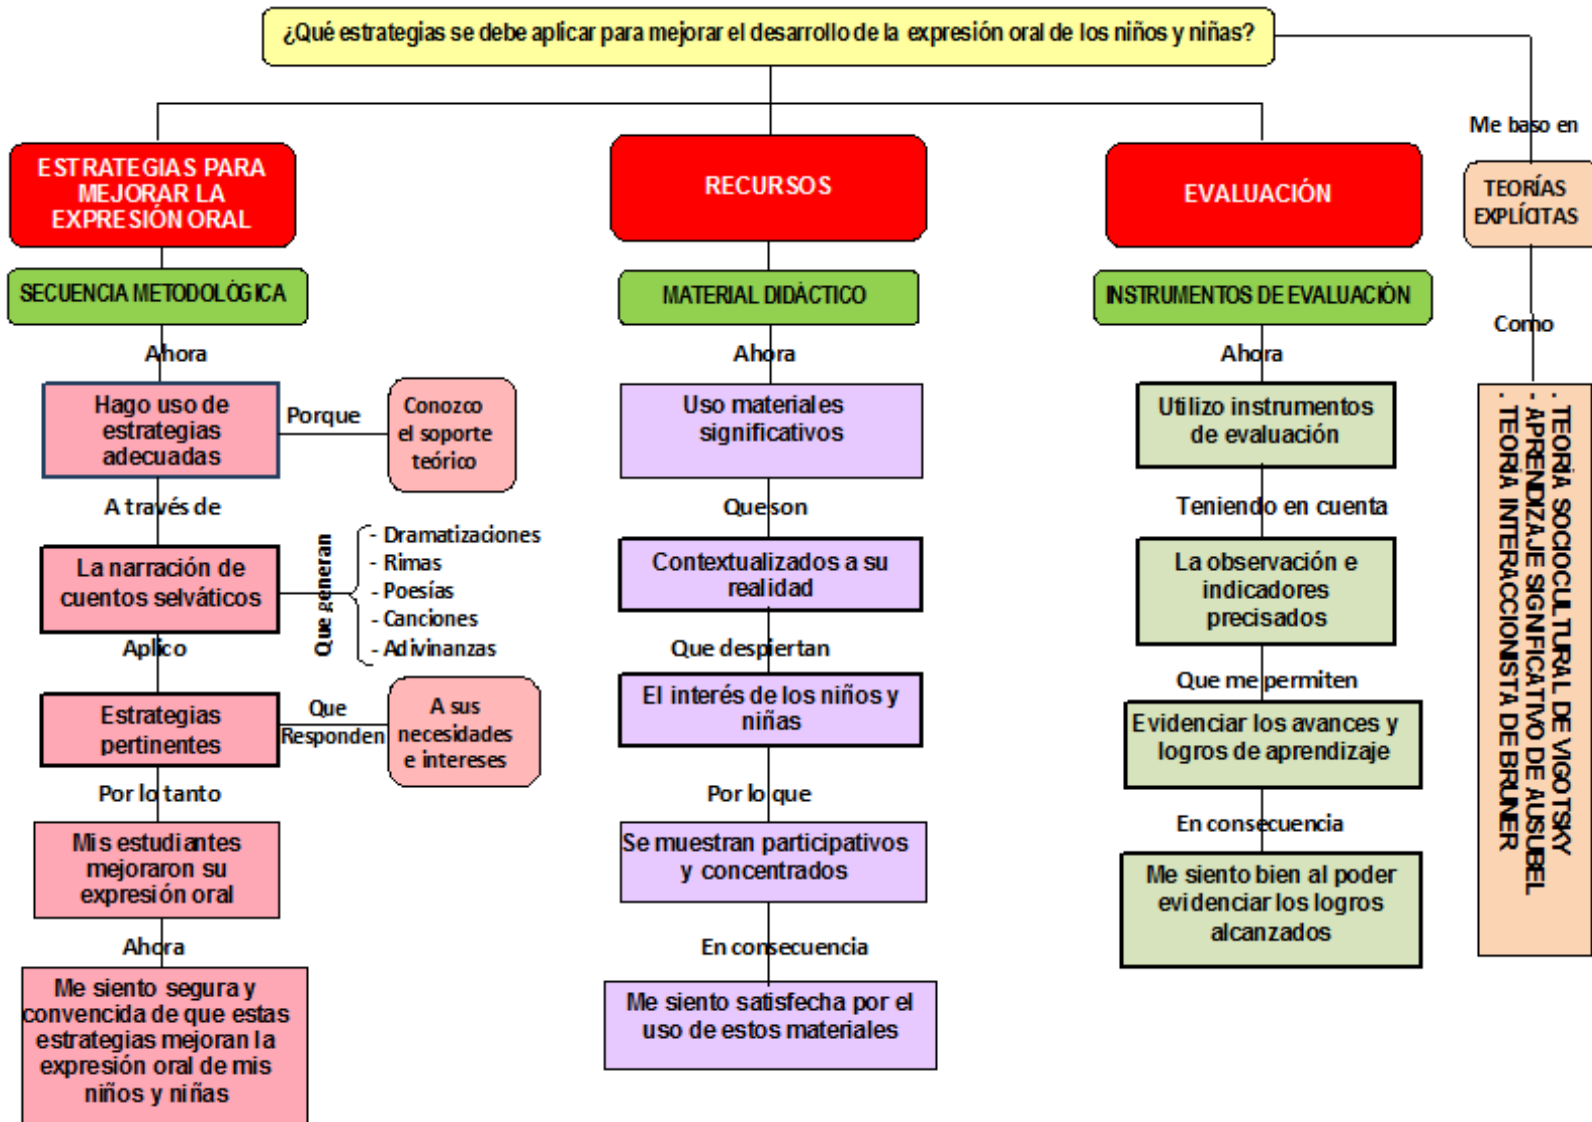 ¿Qué estrategias se debe aplicar para mejorar el desarrollo de la expresión oral de los niños y niñas?
ESTRATEGIAS PARA
MEJORAR LA
EXPRESIÓN ORAL
SECUENCIA METODOLÓGICA
Ahora
Hago uso de
estrategias
adecuadas
Porque
Conozco
el soporte
teórico
A través de
La narración de
cuentos selváticos
Que generan
- Dramatizaciones
- Rimas
- Poesías
- Canciones
- Adivinanzas
Aplico
Estrategias
pertinentes
Que
Responden
A sus
necesidades
e intereses
Por lo tanto
Mis estudiantes
mejoraron su
expresión oral
Ahora
Me siento segura y
convencida de que estas
estrategias mejoran la
expresión oral de mis
niños y niñas
RECURSOS
MATERIAL DIDÁCTICO
Ahora
Uso materiales
significativos
Que son
Contextualizados a su
realidad
Que despiertan
El interés de los niños y
niñas
Por lo que
Se muestran participativos
y concentrados
En consecuencia
Me siento satisfecha por el
uso de estos materiales
EVALUACIÓN
INSTRUMENTOS DE EVALUACIÓN
Ahora
Utilizo instrumentos
de evaluación
Teniendo en cuenta
La observación e
indicadores
precisados
Que me permiten
Evidenciar los avances y
logros de aprendizaje
En consecuencia
Me siento bien al poder
evidenciar los logros
alcanzados
Me baso en
TEORÍAS
EXPLÍCITAS
Como
. TEORÍA SOCIOCULTURAL DE VIGOTSKY
. APRENDIZAJE SIGNIFICATIVO DE AUSUBEL
. TEORÍA INTERACCIONISTA DE BRUNER